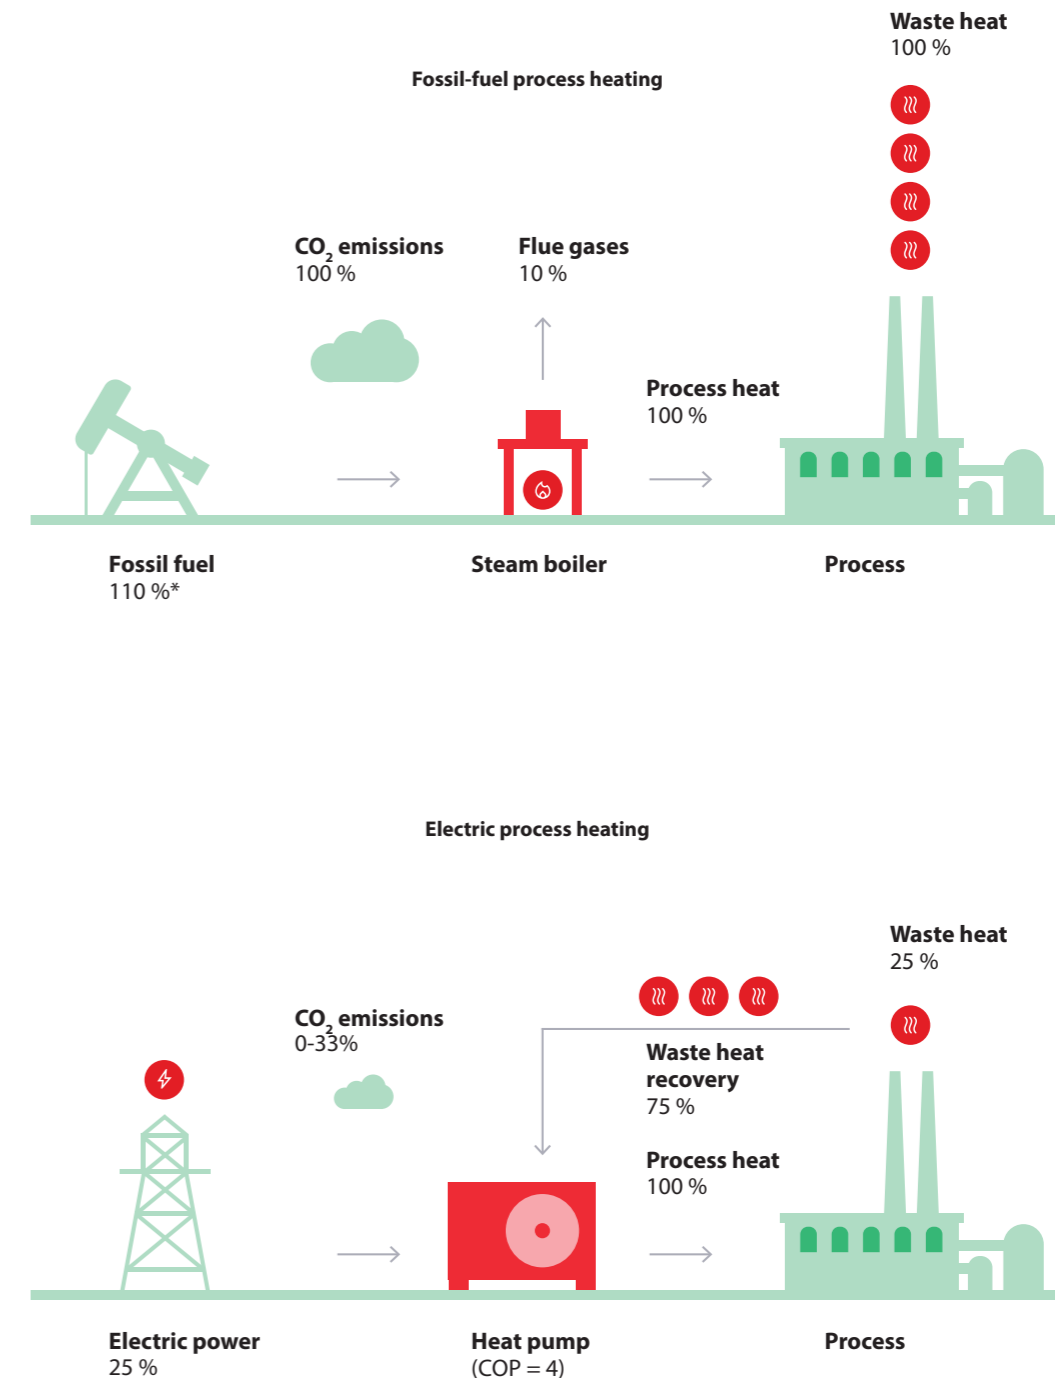 Waste heat
100 %
Fossil-fuel process heating
CO₂ emissions
100 %
Flue gases
10 %
Process heat
100 %
Fossil fuel
110 %*
Steam boiler
Process
Electric process heating
Waste heat
25 %
CO₂ emissions
0-33%
Waste heat
recovery
75 %
Process heat
100 %
Electric power
25 %
Heat pump
(COP = 4)
Process